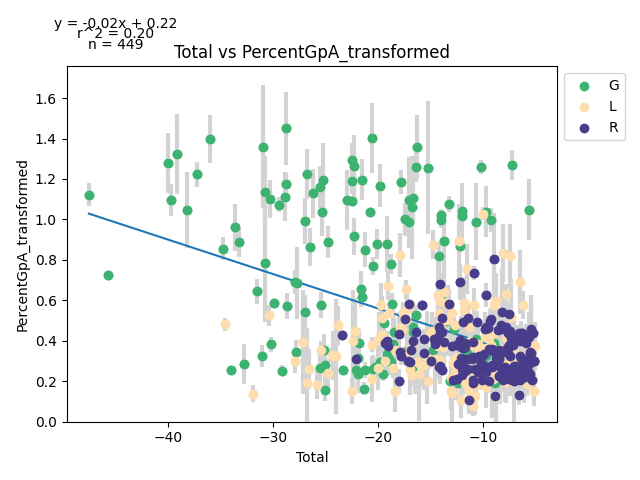 y = -0.02x + 0.22
r^2 = 0.20
n = 449
Total vs PercentGpA_transformed
G
L
R
PercentGpA_transformed
1.6
1.4
1.2
1.0
0.8
0.6
0.4
0.2
0.0
−40 −30 −20 −10
Total